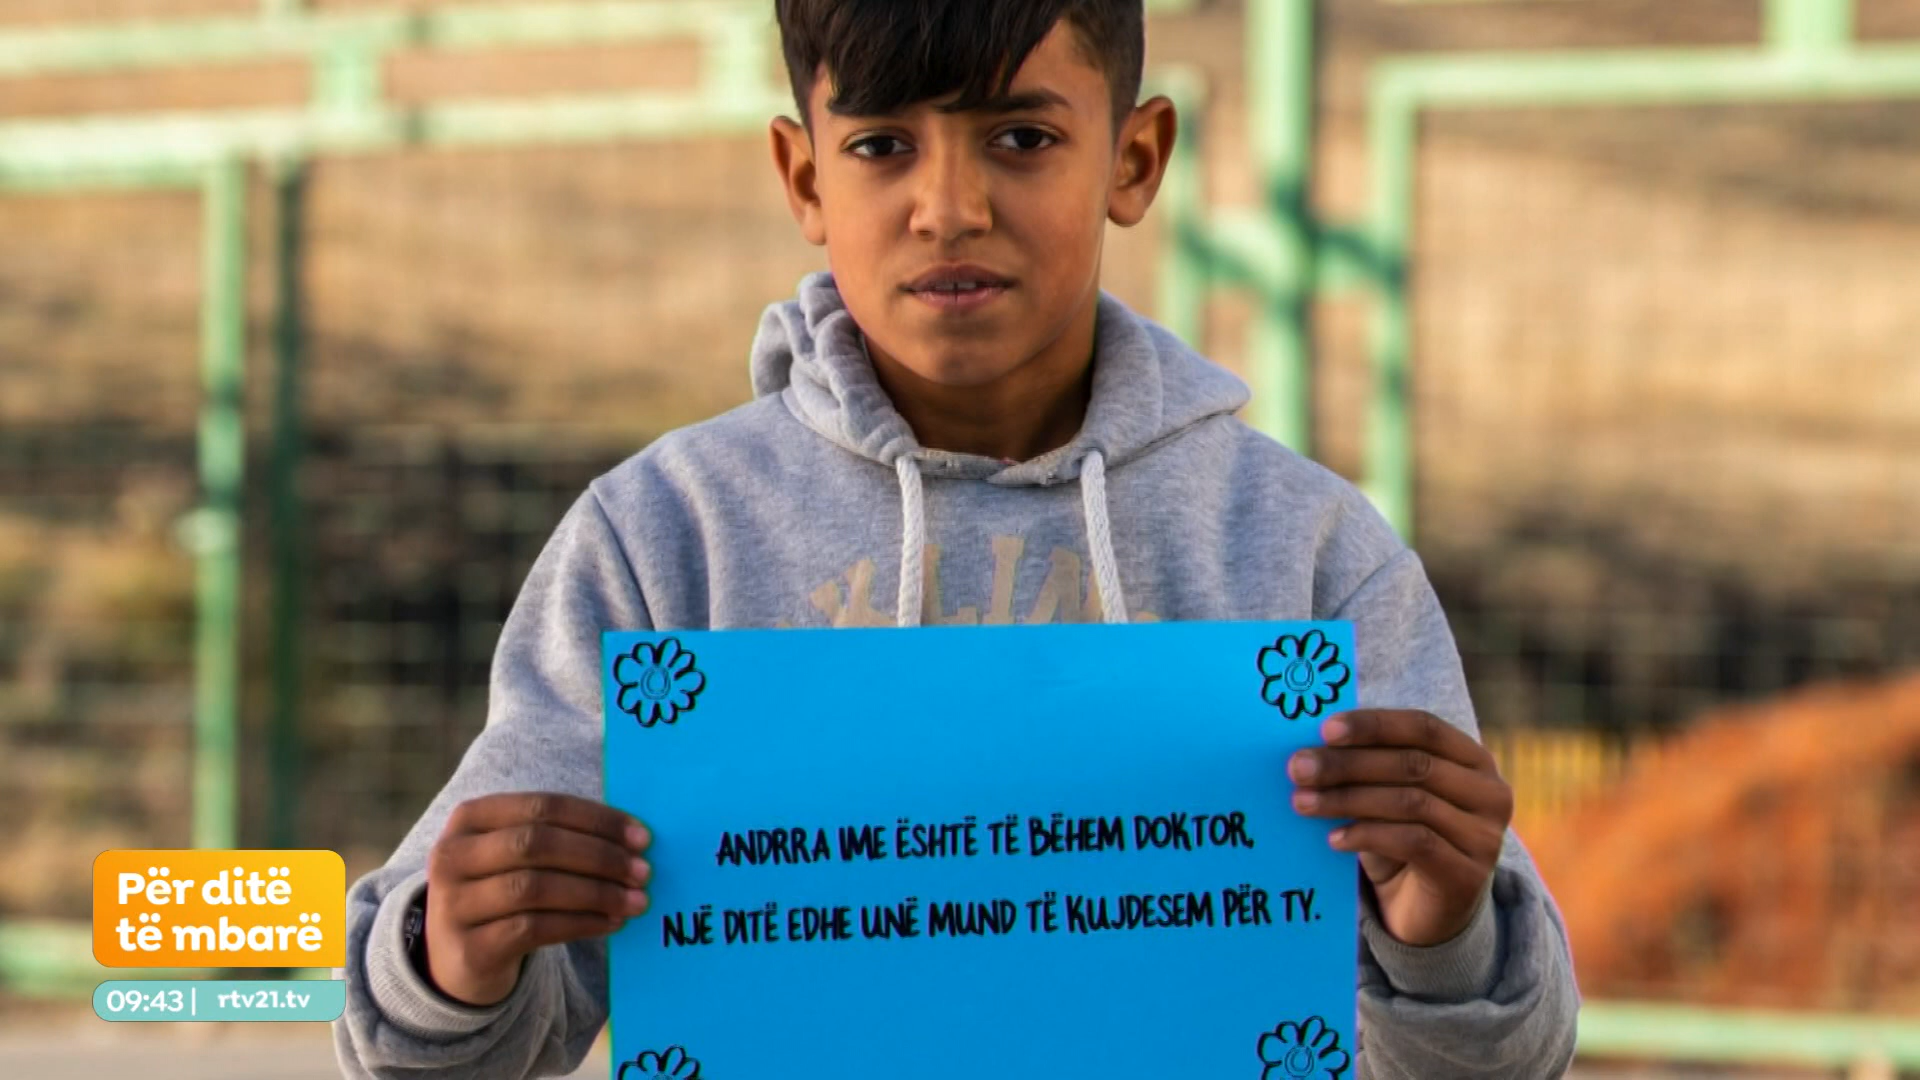 ANDRRA IME ËSHTË TË BËHEM DOKTOR,
NJË DITË EDHE UNË MUND TË KUJDESEM PËR TY.
Për ditë
të mbarë
09:43 | rtv21.tv